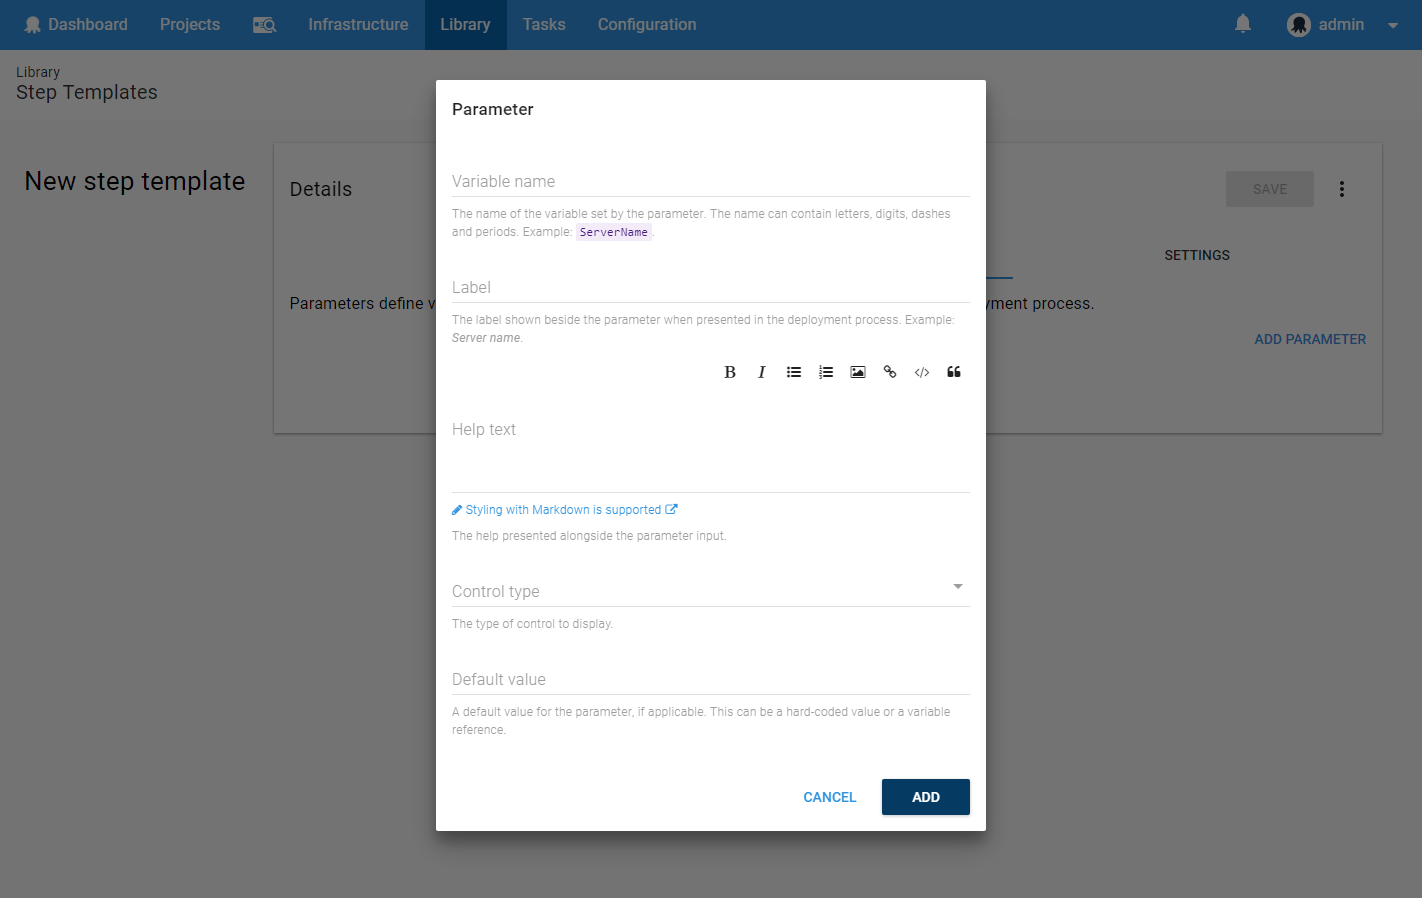 Dashboard Projects Infrastructure Library Tasks Configuration admin
Library
Step Templates
New step template
Details
SAVE
SETTINGS
Parameters define v
yment process.
ADD PARAMETER
Parameter
Variable name
The name of the variable set by the parameter. The name can contain letters, digits, dashes
and periods. Example: ServerName.
Label
The label shown beside the parameter when presented in the deployment process. Example:
Server name.
B I
Help text
Styling with Markdown is supported
The help presented alongside the parameter input.
Control type
The type of control to display.
Default value
A default value for the parameter, if applicable. This can be a hard-coded value or a variable
reference.
CANCEL ADD